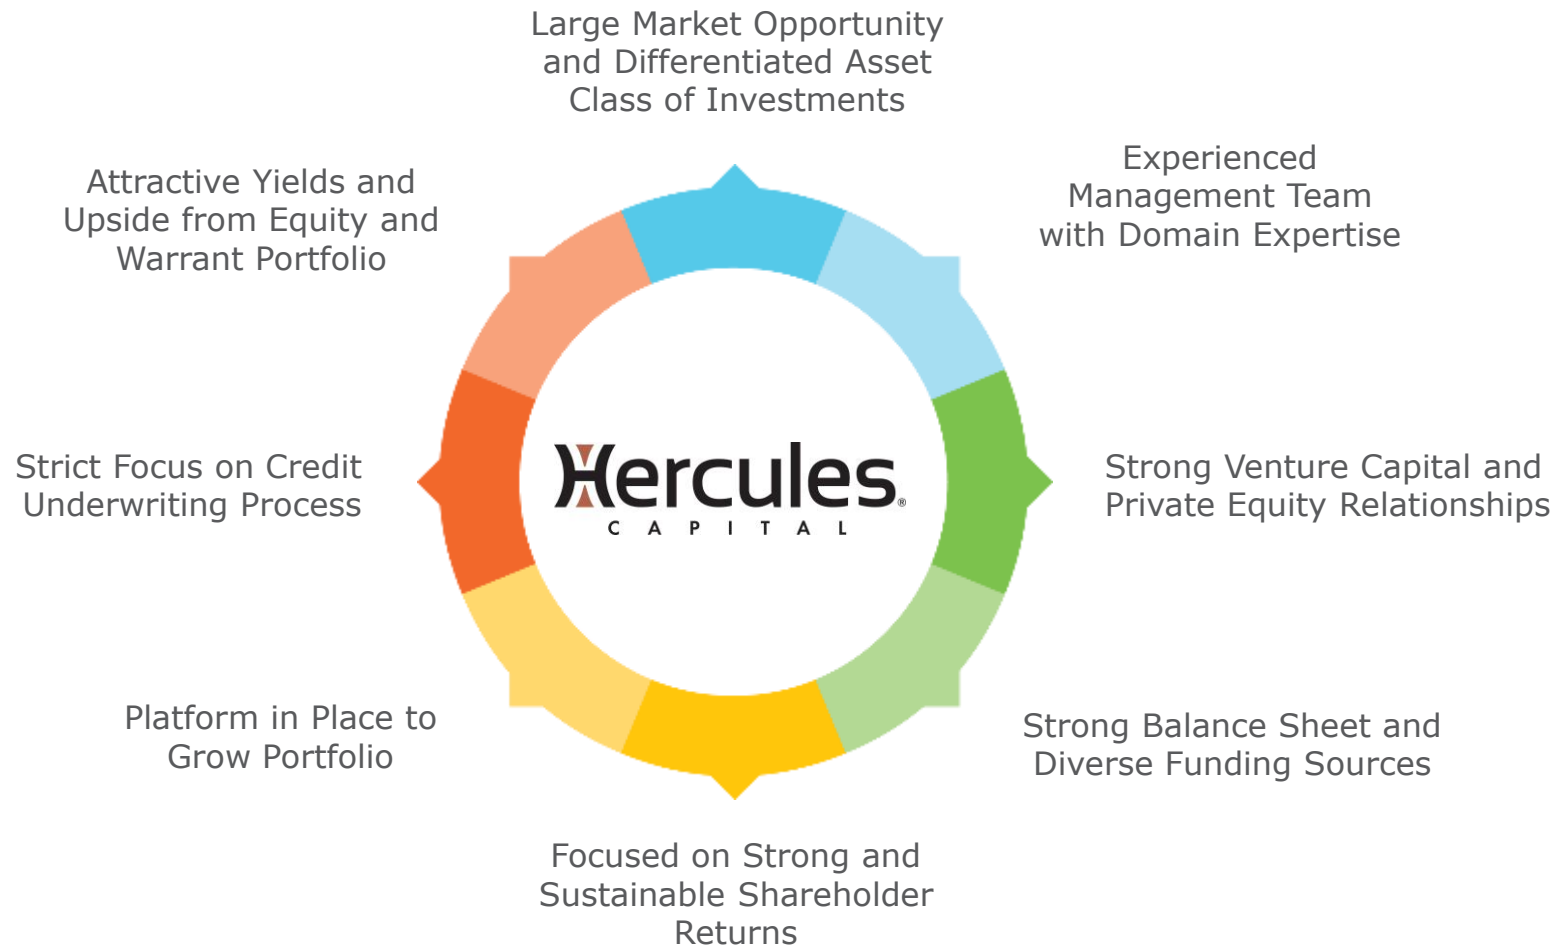 Large Market Opportunity
and Differentiated Asset
Class of Investments
Experienced
Management Team
with Domain Expertise
Attractive Yields and
Upside from Equity and
Warrant Portfolio
Strict Focus on Credit
Underwriting Process
Hercules®
CAPITAL
Strong Venture Capital and
Private Equity Relationships
Platform in Place to
Grow Portfolio
Strong Balance Sheet and
Diverse Funding Sources
Focused on Strong and
Sustainable Shareholder
Returns